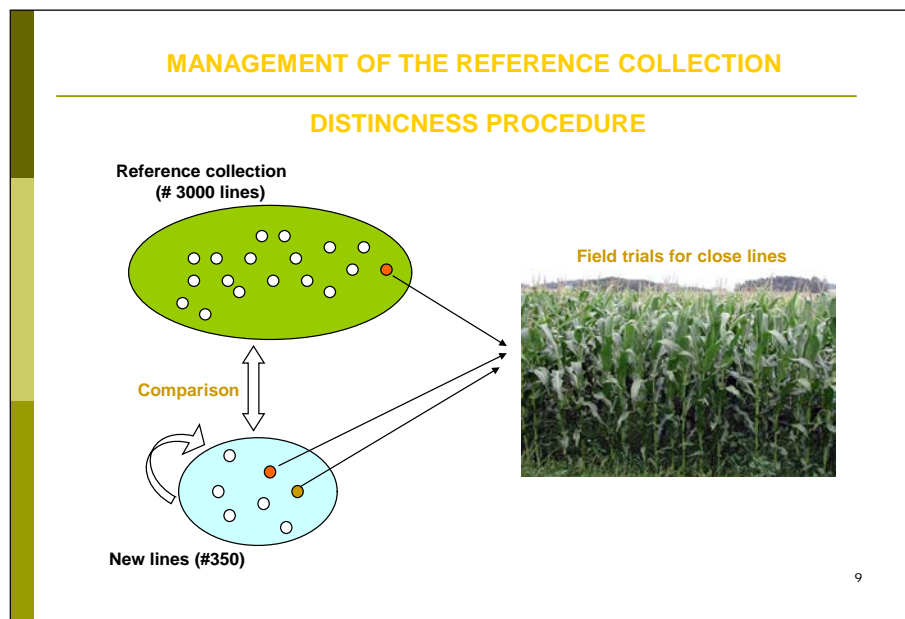 MANAGEMENT OF THE REFERENCE COLLECTION
DISTINCNESS PROCEDURE
Reference collection
(# 3000 lines)
Field trials for close lines
Comparison
New lines (#350)
9